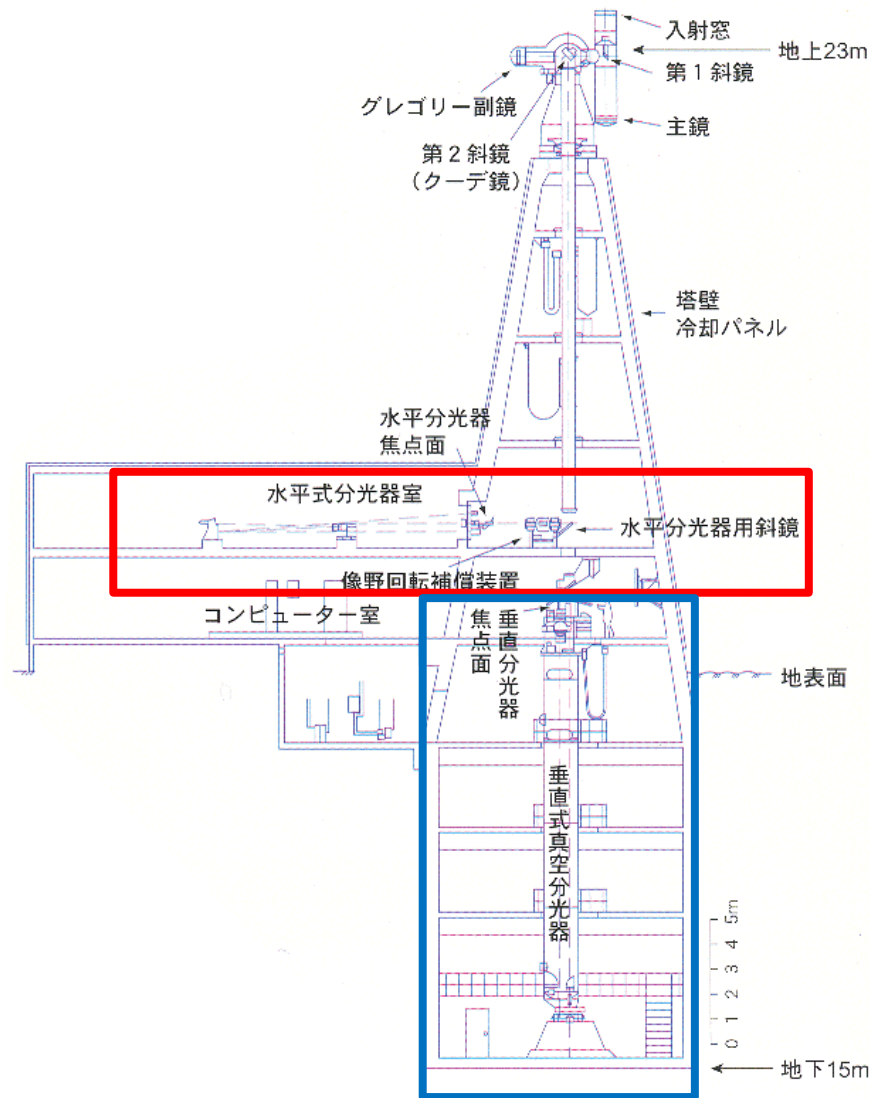 入射窓
地上23m
第1斜鏡
グレゴリー副鏡
主鏡
第2斜鏡
(クーデ鏡)
塔壁
冷却パネル
水平分光器
焦点面
水平式分光器室
水平分光器用斜鏡
像野回転補償装置
コンピューター室
垂直分光器
焦点面
地表面
垂直式真空分光器
5m
4
3
2
1
0
地下15m